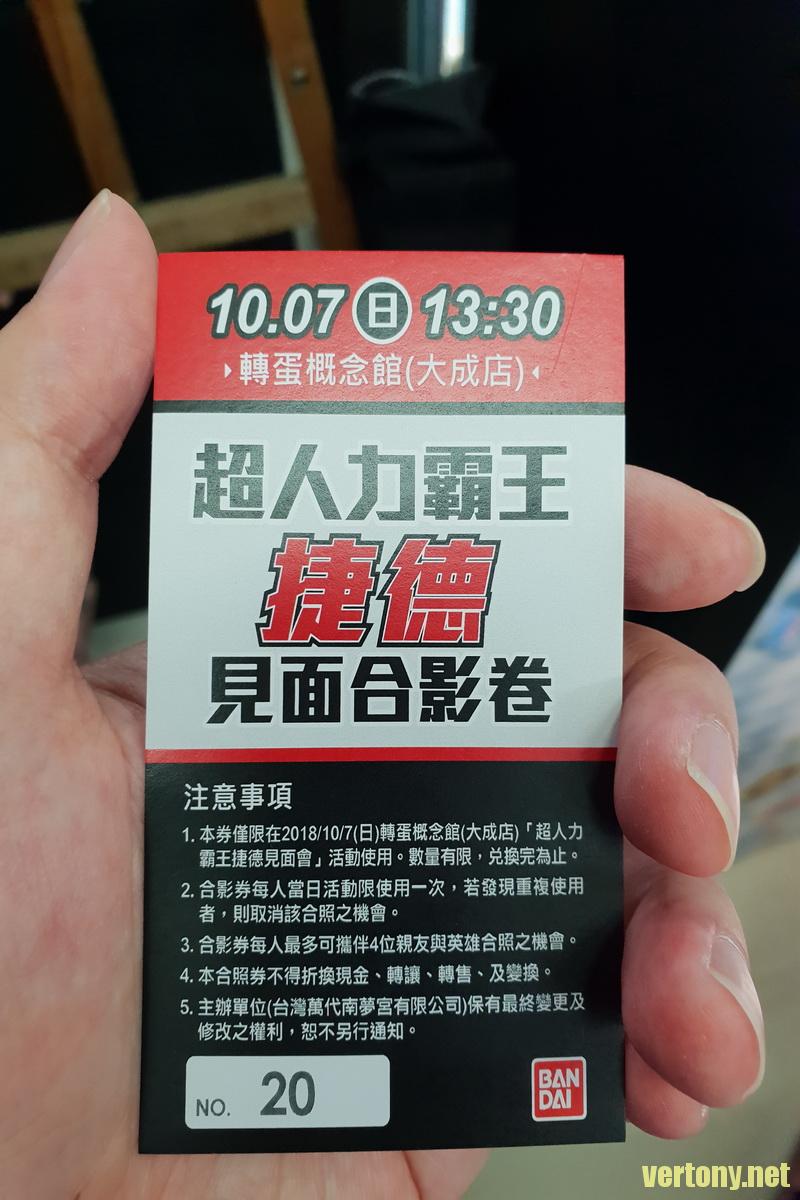 10.07 日 13:30
轉蛋概念館(大成店)
超人力霸王
捷德
見面合影卷
注意事項
1. 本券僅限在2018/10/7(日)轉蛋概念館(大成店)「超人力
霸王捷德見面會」活動使用。數量有限，兌換完為止。
2. 合影券每人當日活動限使用一次，若發現重複使用
者，則取消該合照之機會。
3. 合影券每人最多可攜伴4位親友與英雄合照之機會。
4. 本合照券不得折換現金、轉讓、轉售、及變換。
5. 主辦單位(台灣萬代南夢宮有限公司)保有最終變更及
修改之權利，恕不另行通知。
NO. 20
BAN
DAI
vertony.net